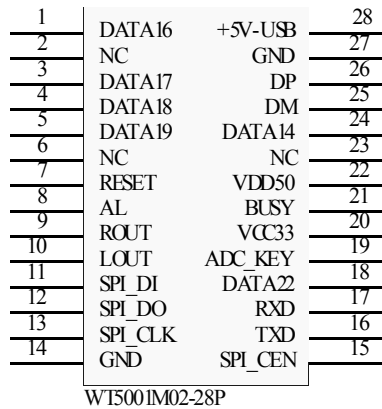 1 DATA16 +5V-USB 28
2 NC GND 27
3 DATA17 DP 26
4 DATA18 DM 25
5 DATA19 DATA14 24
6 NC NC 23
7 RESET VDD50 22
8 AL BUSY 21
9 ROUT VCC33 20
10 LOUT ADC_KEY 19
11 SPI_DI DATA22 18
12 SPI_DO RXD 17
13 SPI_CLK TXD 16
14 GND SPI_CEN 15
WT5001M02-28P